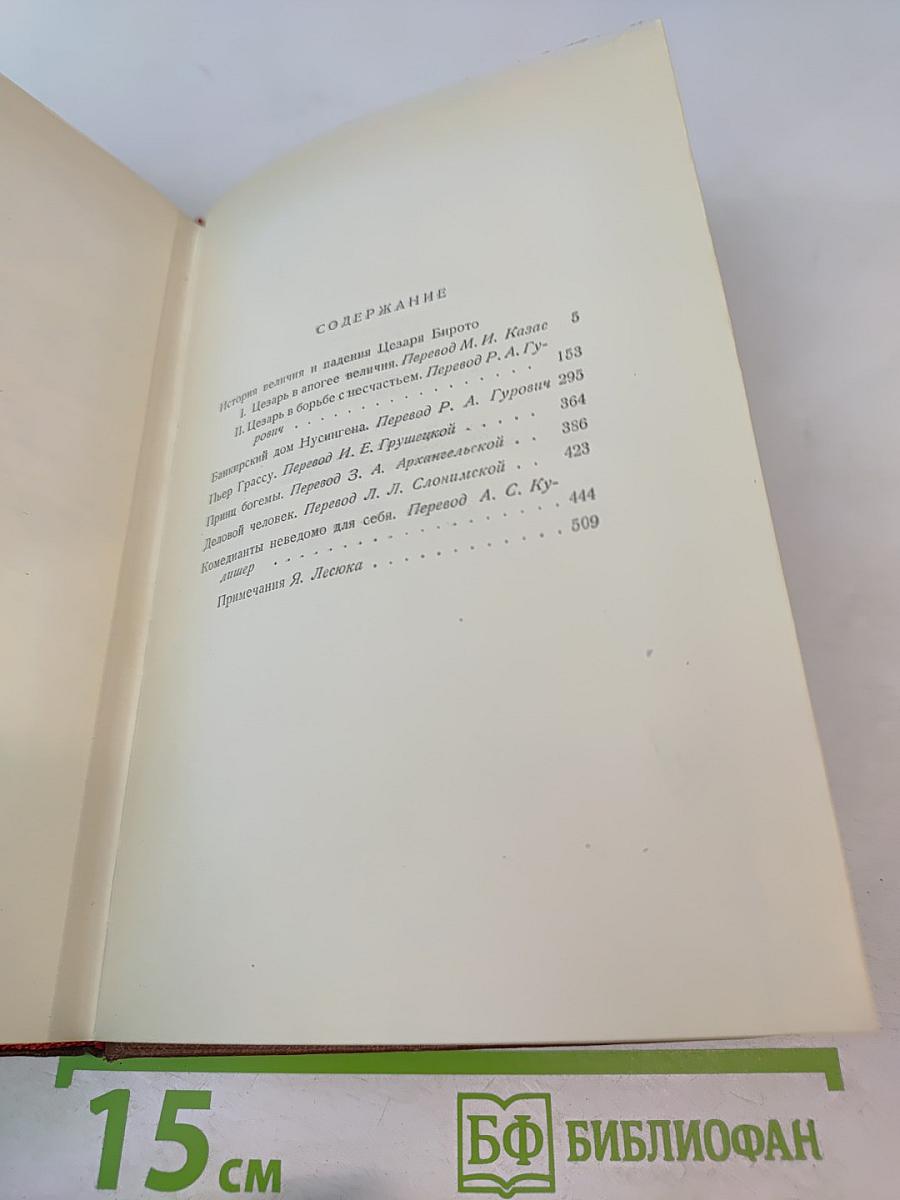 СОДЕРЖАНИЕ
История величия и падения Цезаря Бирото
I. Цезарь в апогее величия. Перевод М. И. Казас 5
II. Цезарь в борьбе с несчастьем. Перевод Р. А. Гу-
рович . . . . . . . . . . . . . . . . 153
Банкирский дом Нусингена. Перевод Р. А. Гурович 295
Пьер Грассу. Перевод И. Е. Грушецкой . . . . . 364
Принц богемы. Перевод З. А. Архангельской . . 386
Деловой человек. Перевод Л. Л. Слонимской . . 423
Комедианты неведомо для себя. Перевод А. С. Ку-
лишер . . . . . . . . . . . . . . . . . 444
Примечания Я. Лесюка . . . . . . . . . . . . 509
15 см
БФ БИБЛИОФАН